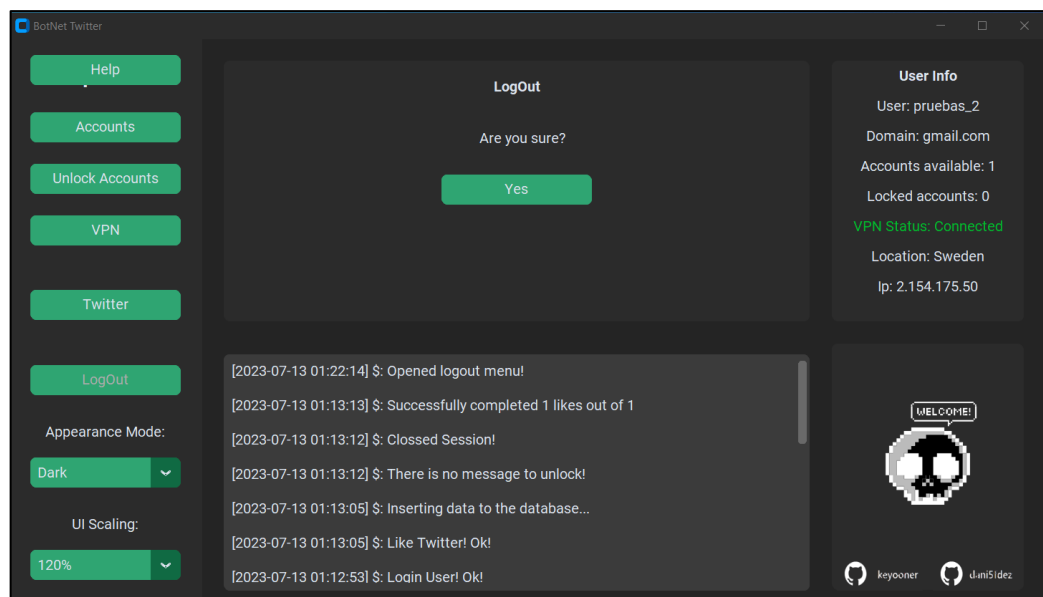 BotNet Twitter
Help
Accounts
Unlock Accounts
VPN
Twitter
LogOut
Appearance Mode:
Dark
UI Scaling:
120%
LogOut
Are you sure?
Yes
[2023-07-13 01:22:14] $: Opened logout menu!
[2023-07-13 01:13:13] $: Successfully completed 1 likes out of 1
[2023-07-13 01:13:12] $: Clossed Session!
[2023-07-13 01:13:12] $: There is no message to unlock!
[2023-07-13 01:13:05] $: Inserting data to the database...
[2023-07-13 01:13:05] $: Like Twitter! Ok!
[2023-07-13 01:12:53] $: Login User! Ok!
User Info
User: pruebas_2
Domain: gmail.com
Accounts available: 1
Locked accounts: 0
VPN Status: Connected
Location: Sweden
Ip: 2.154.175.50
WELCOME!
keyooner